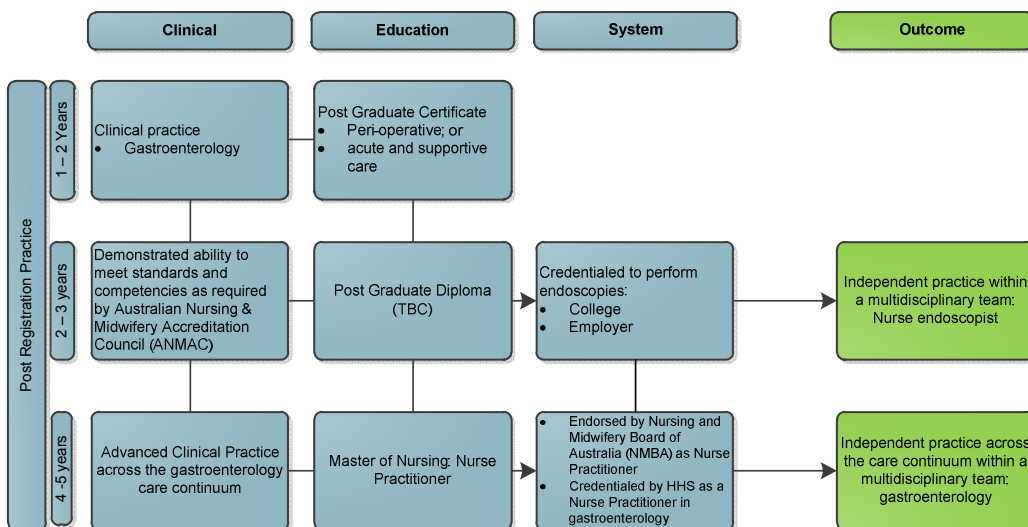 Clinical
Education
System
Outcome
Post Registration Practice
1 – 2 Years
Clinical practice
• Gastroenterology
Post Graduate Certificate
• Peri-operative; or
• acute and supportive
care
2 – 3 years
Demonstrated ability to
meet standards and
competencies as required
by Australian Nursing &
Midwifery Accreditation
Council (ANMAC)
Post Graduate Diploma
(TBC)
Credentialed to perform
endoscopies:
• College
• Employer
Independent practice within
a multidisciplinary team:
Nurse endoscopist
4 -5 years
Advanced Clinical Practice
across the gastroenterology
care continuum
Master of Nursing: Nurse
Practitioner
• Endorsed by Nursing and
Midwifery Board of
Australia (NMBA) as Nurse
Practitioner
• Credentialed by HHS as a
Nurse Practitioner in
gastroenterology
Independent practice across
the care continuum within a
multidisciplinary team:
gastroenterology